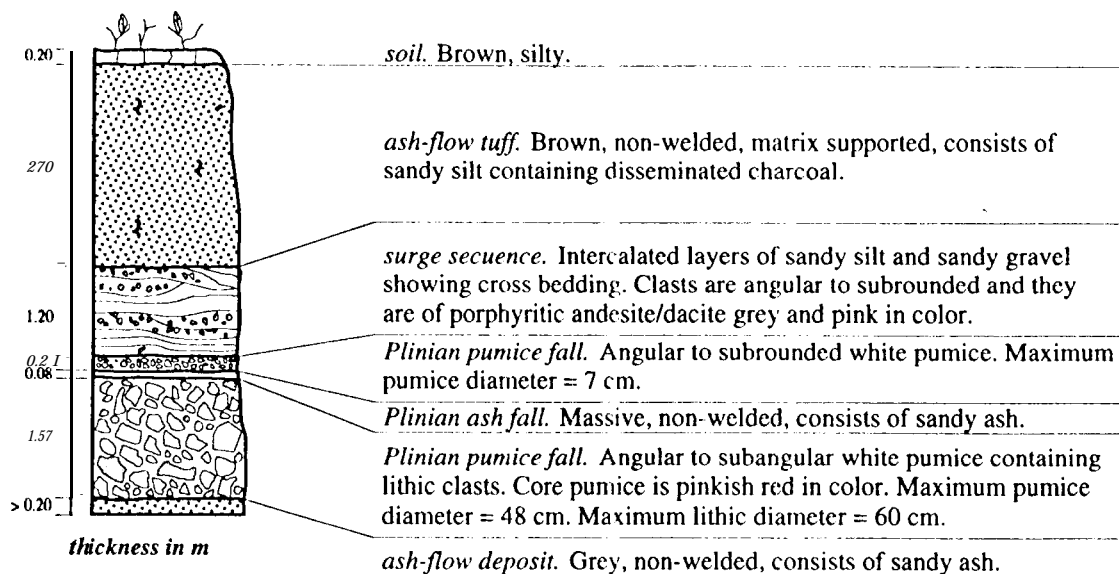 0.20
soil. Brown, silty.
270
ash-flow tuff. Brown, non-welded, matrix supported, consists of
sandy silt containing disseminated charcoal.
1.20
surge secuence. Intercalated layers of sandy silt and sandy gravel
showing cross bedding. Clasts are angular to subrounded and they
are of porphyritic andesite/dacite grey and pink in color.
0.2 1
Plinian pumice fall. Angular to subrounded white pumice. Maximum
pumice diameter = 7 cm.
0.08
Plinian ash fall. Massive, non-welded, consists of sandy ash.
1.57
Plinian pumice fall. Angular to subangular white pumice containing
lithic clasts. Core pumice is pinkish red in color. Maximum pumice
diameter = 48 cm. Maximum lithic diameter = 60 cm.
> 0.20
ash-flow deposit. Grey, non-welded, consists of sandy ash.
thickness in m